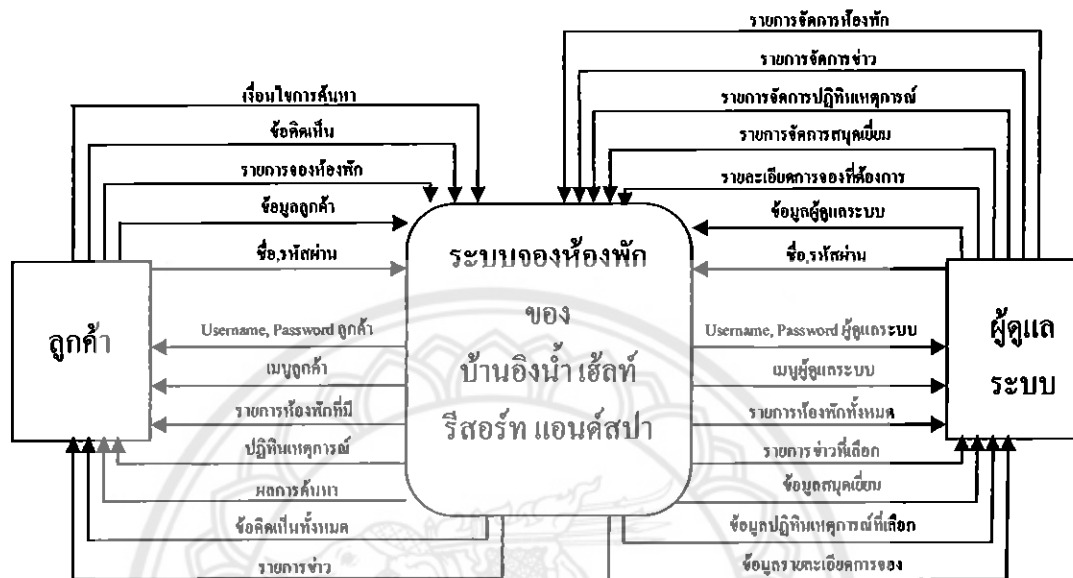 รายการจัดการห้องพัก
รายการจัดการข่าว
เงื่อนไขการค้นหา
รายการจัดการปฏิทินเหตุการณ์
ข้อคิดเห็น
รายการจัดการสมุดเยี่ยม
รายการจองห้องพัก
รายละเอียดการจองที่ต้องการ
ข้อมูลลูกค้า
ข้อมูลผู้ดูแลระบบ
ชื่อ,รหัสผ่าน
ชื่อ,รหัสผ่าน
ลูกค้า
ระบบจองห้องพัก
ของ
บ้านอิงน้ำ เฮ้ลท์
รีสอร์ท แอนด์สปา
ผู้ดูแล
ระบบ
Username, Password ลูกค้า
Username, Password ผู้ดูแลระบบ
เมนูลูกค้า
เมนูผู้ดูแลระบบ
รายการห้องพักที่มี
รายการห้องพักทั้งหมด
ปฏิทินเหตุการณ์
รายการข่าวที่เลือก
ผลการค้นหา
ข้อมูลสมุดเยี่ยม
ข้อคิดเห็นทั้งหมด
ข้อมูลปฏิทินเหตุการณ์ที่เลือก
รายการข่าว
ข้อมูลรายละเอียดการจอง